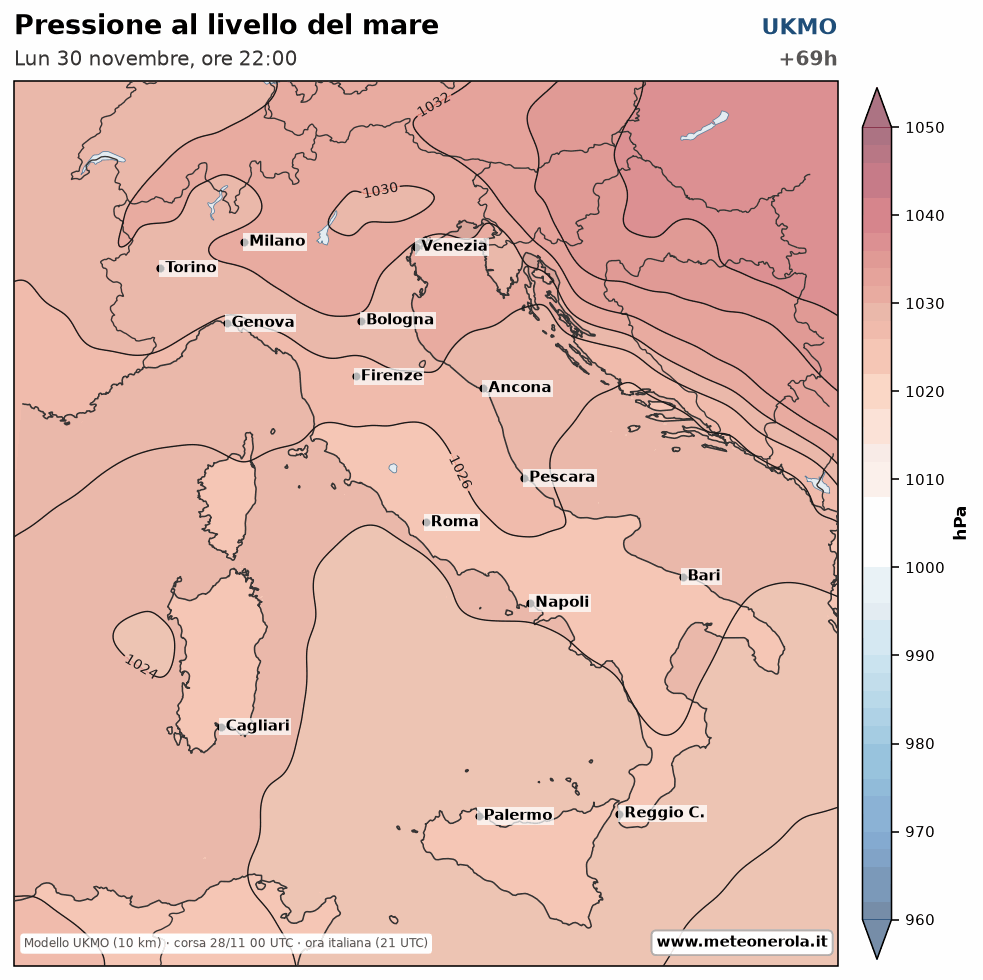 Pressione al livello del mare
UKMO
Lun 30 novembre, ore 22:00
+69h
1032
1030
Milano
Venezia
Torino
Genova
Bologna
Firenze
Ancona
1026
Pescara
Roma
Bari
Napoli
1024
Cagliari
Palermo
Reggio C.
Modello UKMO (10 km) · corsa 28/11 00 UTC · ora italiana (21 UTC)
www.meteonerola.it
1050
1040
1030
1020
1010
1000
990
980
970
960
hPa